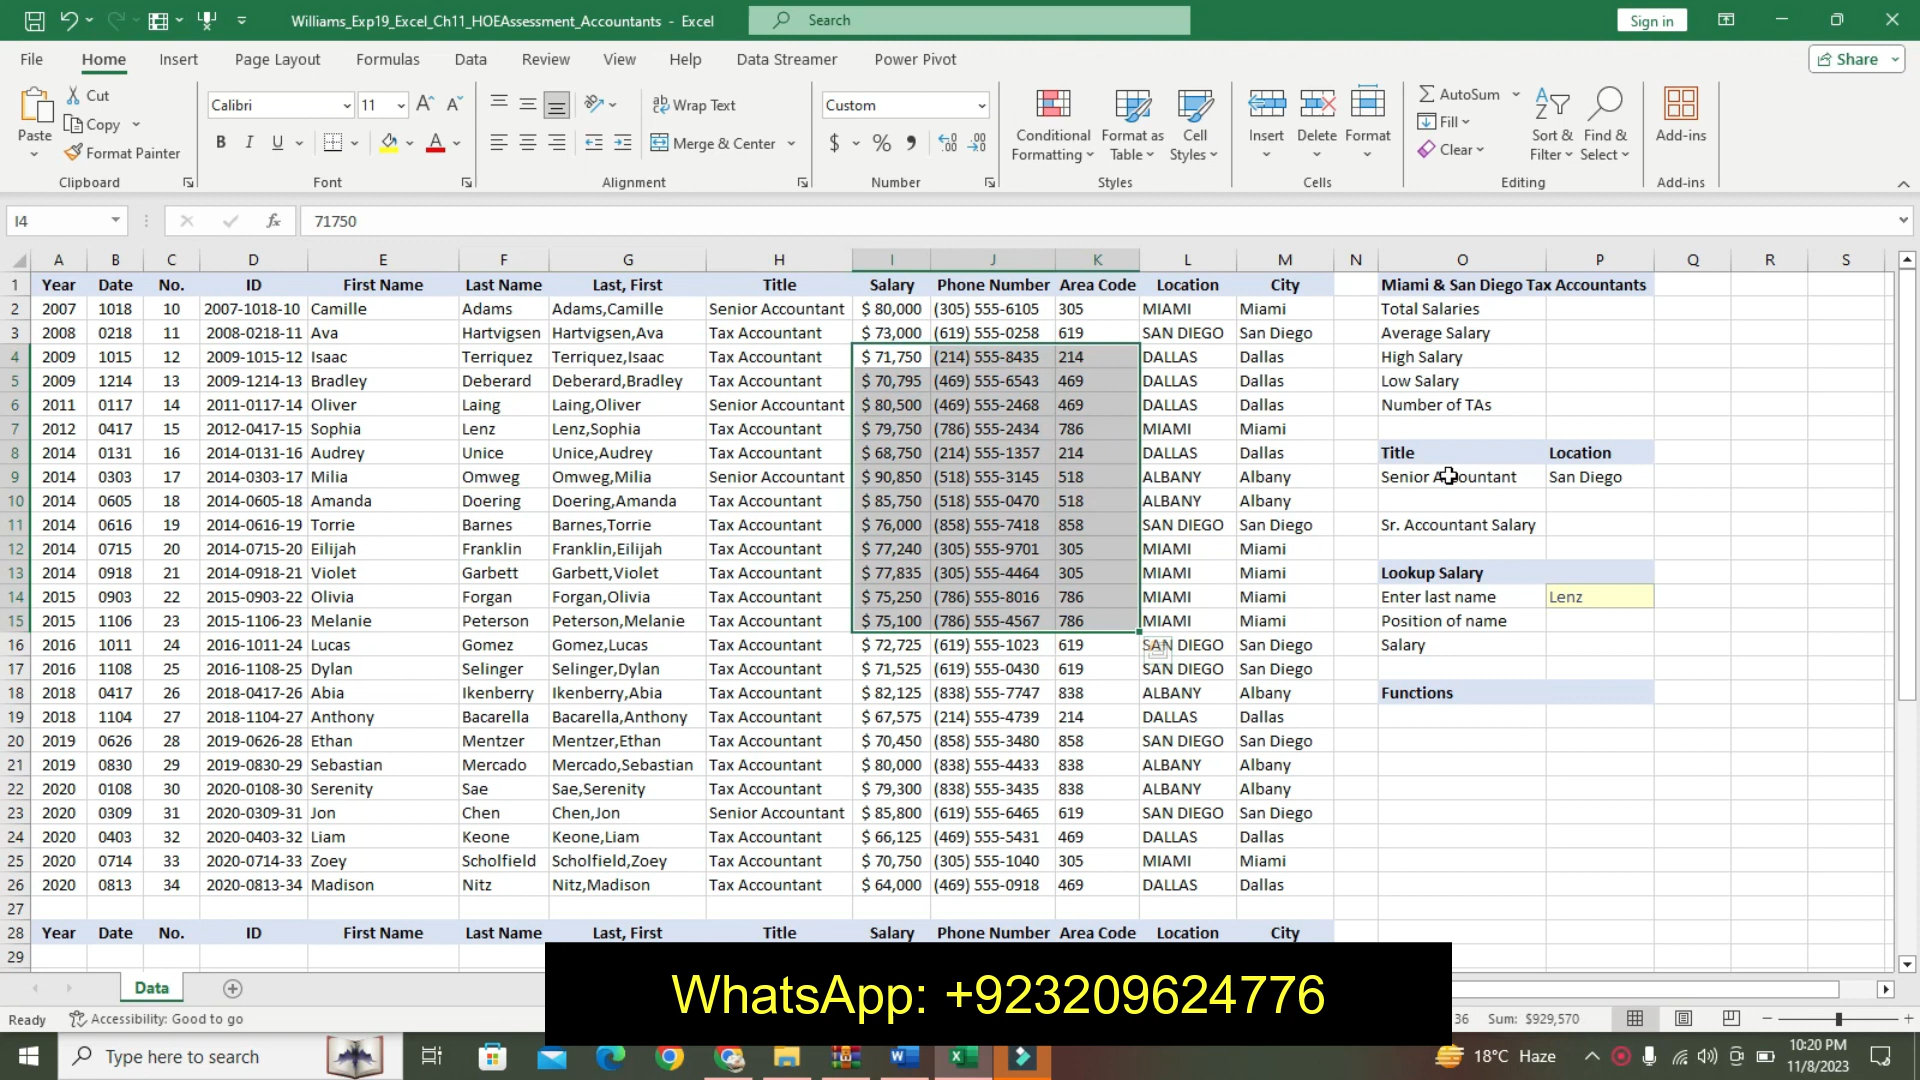 Williams_Exp19_Excel_Ch11_HOEAssessment_Accountants - Excel
Search
Sign in
File Home Insert Page Layout Formulas Data Review View Help Data Streamer Power Pivot
Share
Cut
Copy
Format Painter
Paste
Clipboard
Calibri 11
B I U
Font
Wrap Text
Merge & Center
Alignment
Custom
$ % ,
Number
Conditional Formatting
Format as Table
Cell Styles
Styles
Insert Delete Format
Cells
AutoSum
Fill
Clear
Sort & Filter
Find & Select
Editing
Add-ins
Add-ins
I4 fx 71750
A B C D E F G H I J K L M N O P Q R S
1 Year Date No. ID First Name Last Name Last, First Title Salary Phone Number Area Code Location City Miami & San Diego Tax Accountants
2 2007 1018 10 2007-1018-10 Camille Adams Adams,Camille Senior Accountant $ 80,000 (305) 555-6105 305 MIAMI Miami Total Salaries
3 2008 0218 11 2008-0218-11 Ava Hartvigsen Hartvigsen,Ava Tax Accountant $ 73,000 (619) 555-0258 619 SAN DIEGO San Diego Average Salary
4 2009 1015 12 2009-1015-12 Isaac Terriquez Terriquez,Isaac Tax Accountant $ 71,750 (214) 555-8435 214 DALLAS Dallas High Salary
5 2009 1214 13 2009-1214-13 Bradley Deberard Deberard,Bradley Tax Accountant $ 70,795 (469) 555-6543 469 DALLAS Dallas Low Salary
6 2011 0117 14 2011-0117-14 Oliver Laing Laing,Oliver Senior Accountant $ 80,500 (469) 555-2468 469 DALLAS Dallas Number of TAs
7 2012 0417 15 2012-0417-15 Sophia Lenz Lenz,Sophia Tax Accountant $ 79,750 (786) 555-2434 786 MIAMI Miami
8 2014 0131 16 2014-0131-16 Audrey Unice Unice,Audrey Tax Accountant $ 68,750 (214) 555-1357 214 DALLAS Dallas Title Location
9 2014 0303 17 2014-0303-17 Milia Omweg Omweg,Milia Senior Accountant $ 90,850 (518) 555-3145 518 ALBANY Albany Senior Accountant San Diego
10 2014 0605 18 2014-0605-18 Amanda Doering Doering,Amanda Tax Accountant $ 85,750 (518) 555-0470 518 ALBANY Albany
11 2014 0616 19 2014-0616-19 Torrie Barnes Barnes,Torrie Tax Accountant $ 76,000 (858) 555-7418 858 SAN DIEGO San Diego Sr. Accountant Salary
12 2014 0715 20 2014-0715-20 Eilijah Franklin Franklin,Eilijah Tax Accountant $ 77,240 (305) 555-9701 305 MIAMI Miami
13 2014 0918 21 2014-0918-21 Violet Garbett Garbett,Violet Tax Accountant $ 77,835 (305) 555-4464 305 MIAMI Miami Lookup Salary
14 2015 0903 22 2015-0903-22 Olivia Forgan Forgan,Olivia Tax Accountant $ 75,250 (786) 555-8016 786 MIAMI Miami Enter last name Lenz
15 2015 1106 23 2015-1106-23 Melanie Peterson Peterson,Melanie Tax Accountant $ 75,100 (786) 555-4567 786 MIAMI Miami Position of name
16 2016 1011 24 2016-1011-24 Lucas Gomez Gomez,Lucas Tax Accountant $ 72,725 (619) 555-1023 619 SAN DIEGO San Diego Salary
17 2016 1108 25 2016-1108-25 Dylan Selinger Selinger,Dylan Tax Accountant $ 71,525 (619) 555-0430 619 SAN DIEGO San Diego
18 2018 0417 26 2018-0417-26 Abia Ikenberry Ikenberry,Abia Tax Accountant $ 82,125 (838) 555-7747 838 ALBANY Albany Functions
19 2018 1104 27 2018-1104-27 Anthony Bacarella Bacarella,Anthony Tax Accountant $ 67,575 (214) 555-4739 214 DALLAS Dallas
20 2019 0626 28 2019-0626-28 Ethan Mentzer Mentzer,Ethan Tax Accountant $ 70,450 (858) 555-3480 858 SAN DIEGO San Diego
21 2019 0830 29 2019-0830-29 Sebastian Mercado Mercado,Sebastian Tax Accountant $ 80,000 (838) 555-4433 838 ALBANY Albany
22 2020 0108 30 2020-0108-30 Serenity Sae Sae,Serenity Tax Accountant $ 79,300 (838) 555-3435 838 ALBANY Albany
23 2020 0309 31 2020-0309-31 Jon Chen Chen,Jon Senior Accountant $ 85,800 (619) 555-6465 619 SAN DIEGO San Diego
24 2020 0403 32 2020-0403-32 Liam Keone Keone,Liam Tax Accountant $ 66,125 (469) 555-5431 469 DALLAS Dallas
25 2020 0714 33 2020-0714-33 Zoey Scholfield Scholfield,Zoey Tax Accountant $ 70,750 (305) 555-1040 305 MIAMI Miami
26 2020 0813 34 2020-0813-34 Madison Nitz Nitz,Madison Tax Accountant $ 64,000 (469) 555-0918 469 DALLAS Dallas
27
28 Year Date No. ID First Name Last Name Last, First Title Salary Phone Number Area Code Location City
29
Data
WhatsApp: +923209624776
Ready Accessibility: Good to go 36 Sum: $929,570
Type here to search
18°C Haze
10:20 PM
11/8/2023